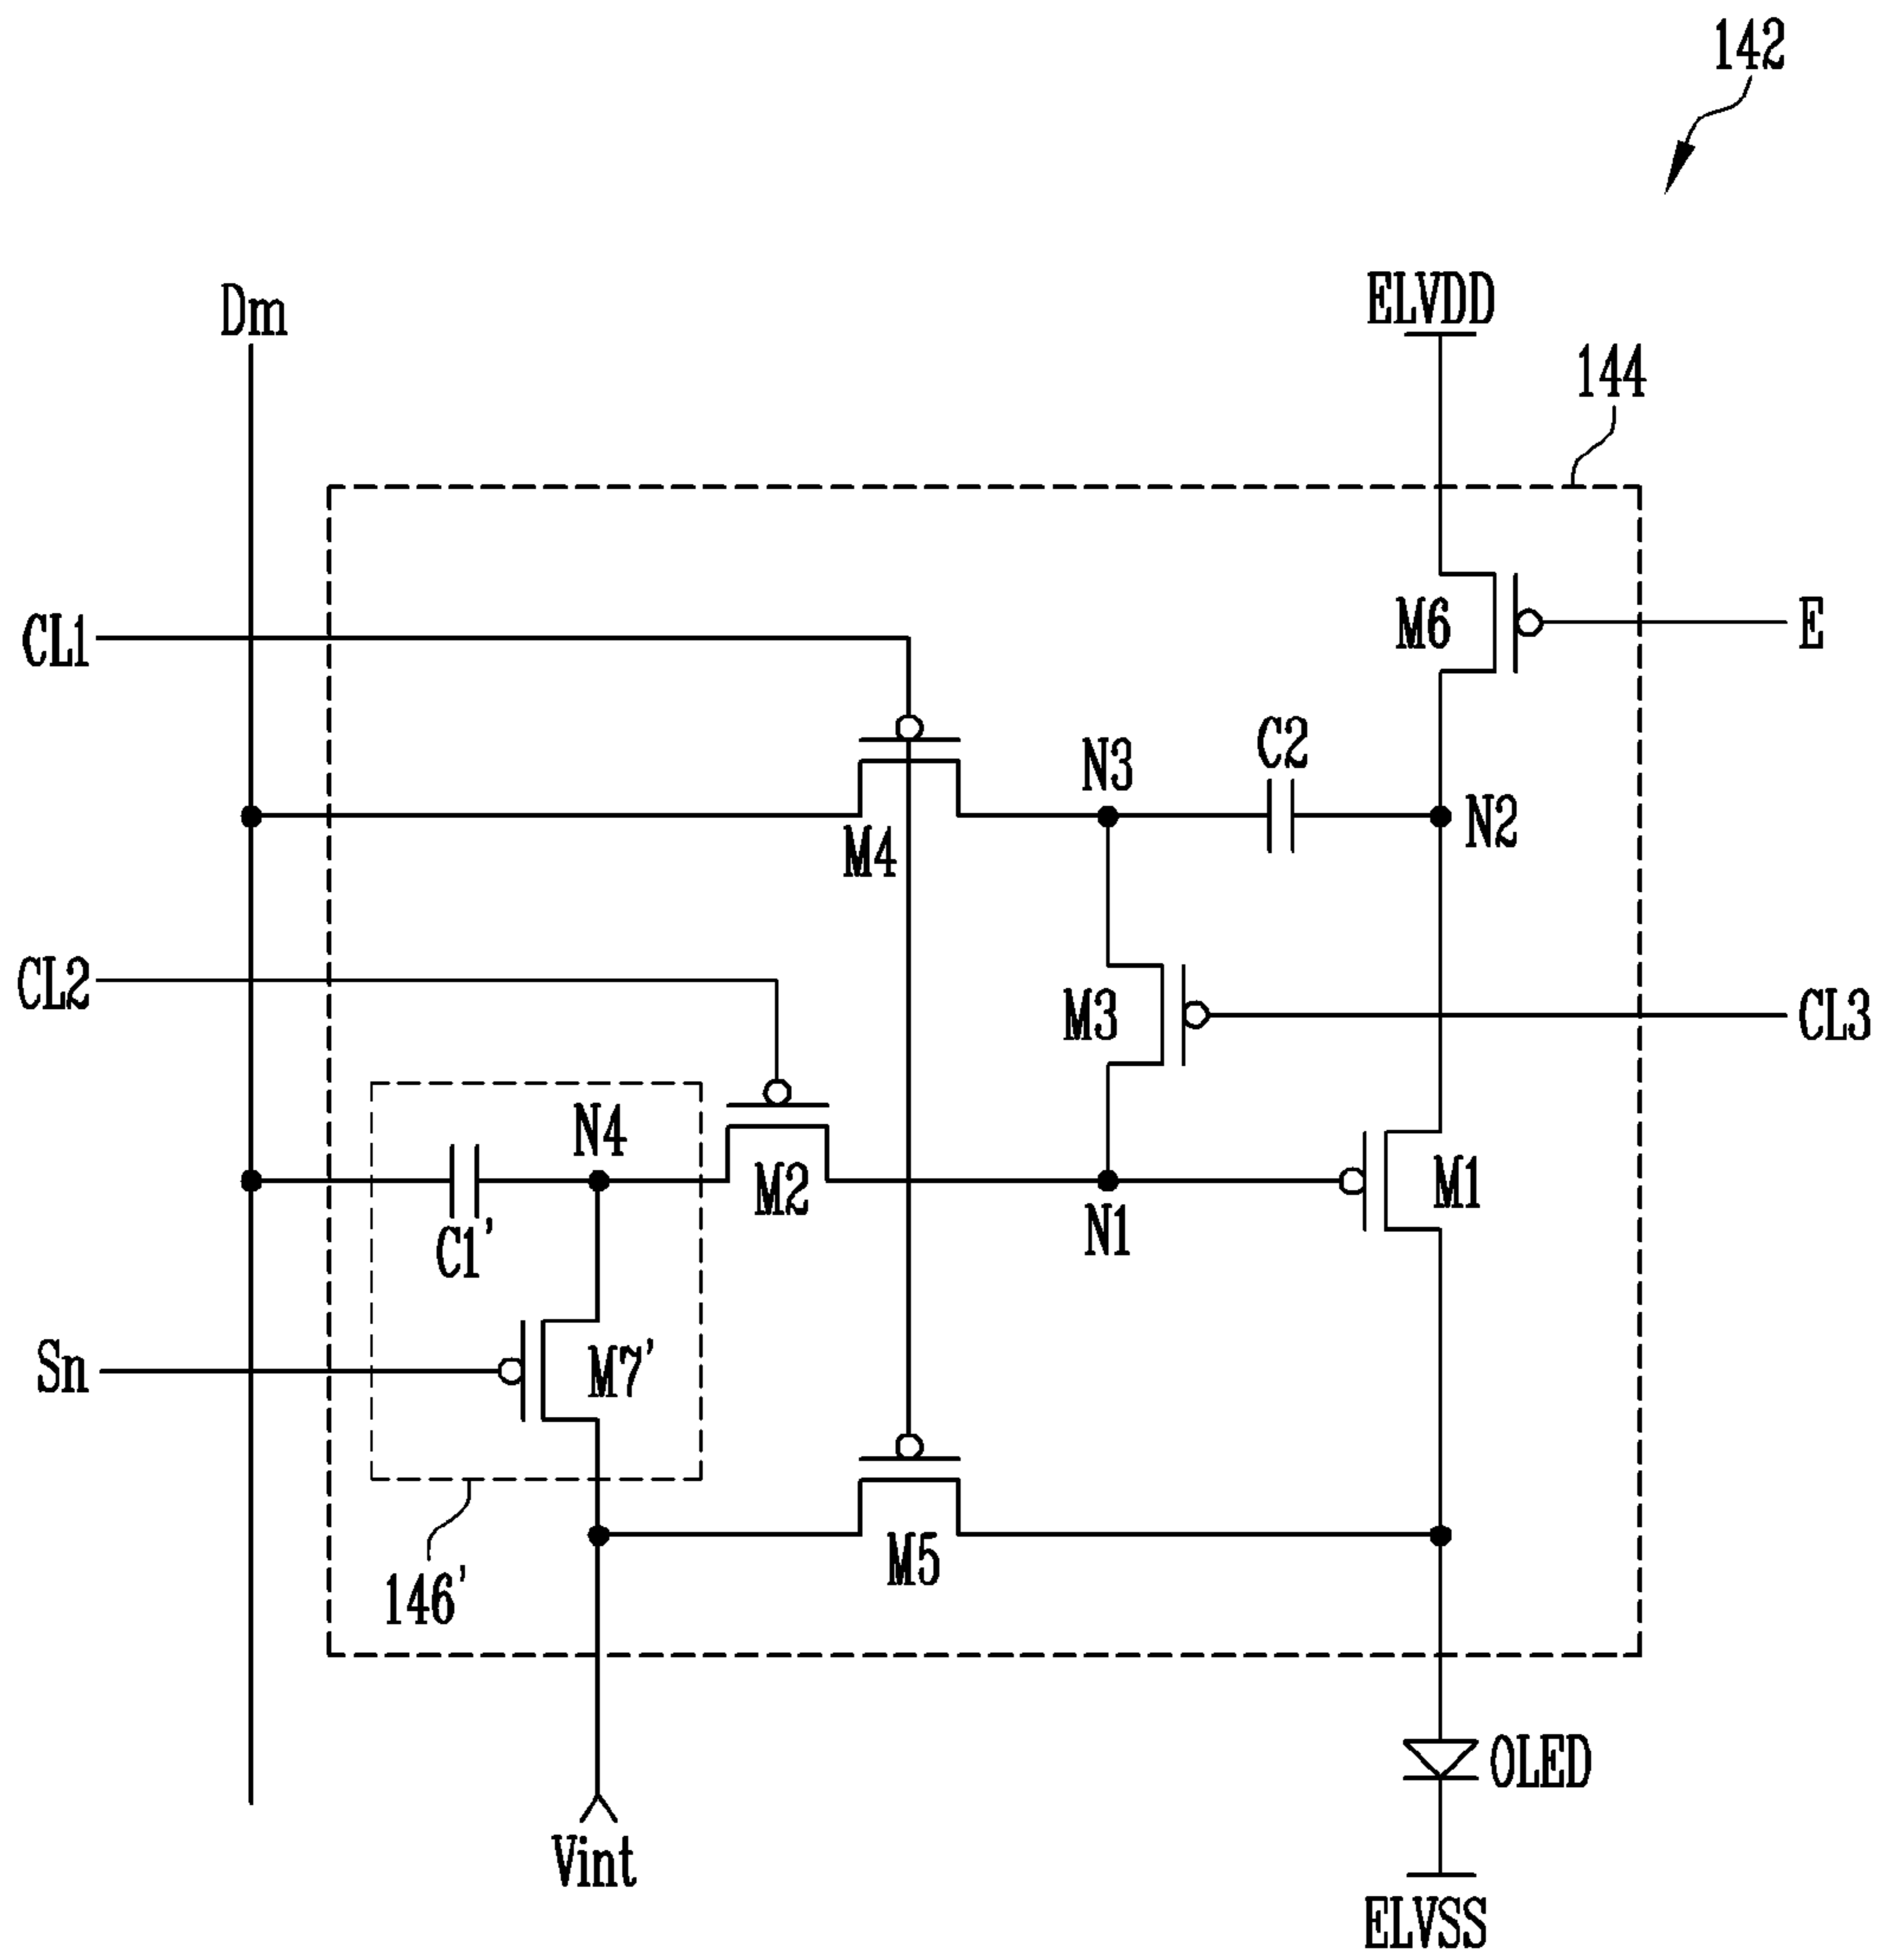 142
Dm
ELVDD
144
CL1
M6
E
N3
C2
N2
M4
CL2
M3
CL3
N4
M2
M1
C1'
N1
Sn
M7'
M5
146'
OLED
Vint
ELVSS